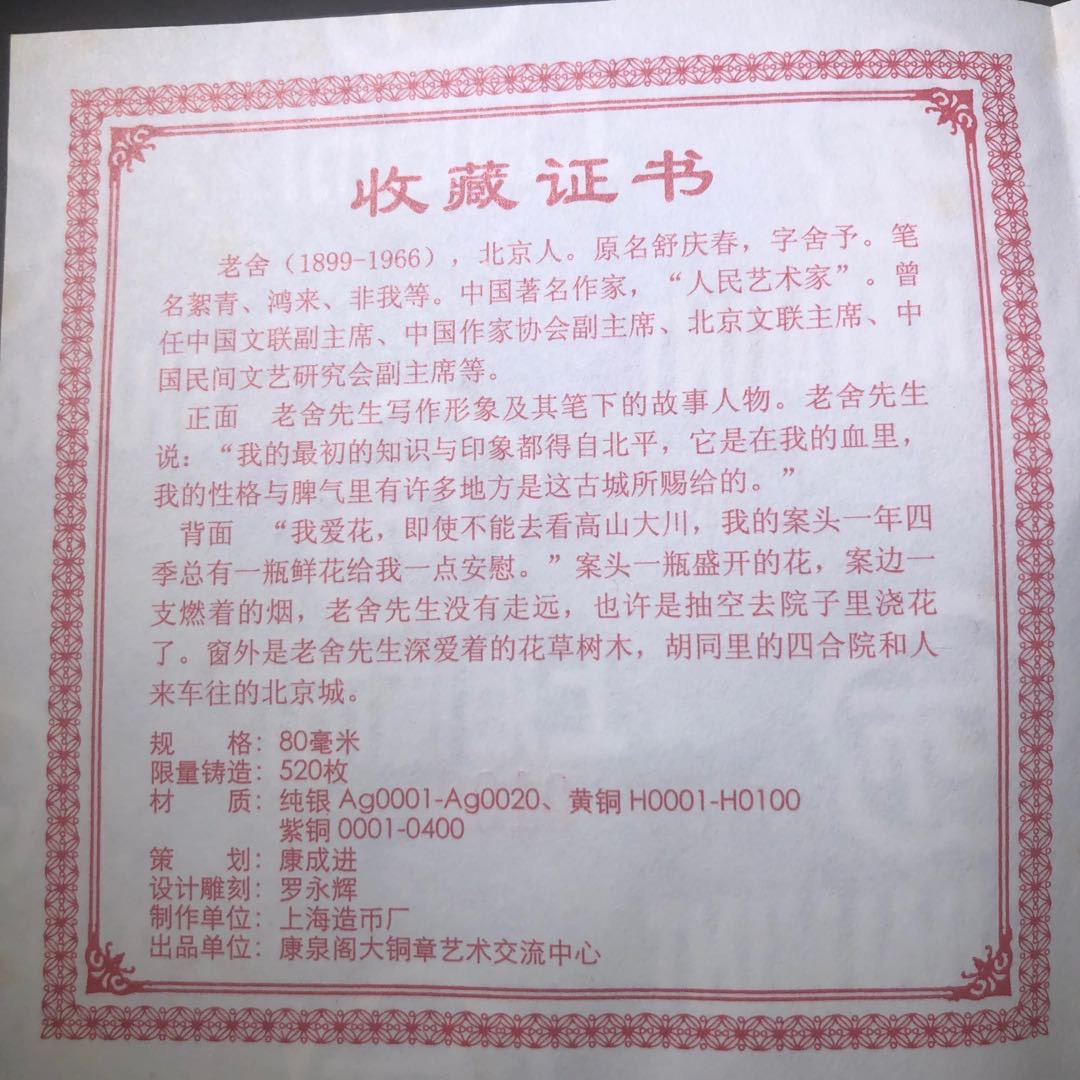 收藏证书
老舍（1899-1966），北京人。原名舒庆春，字舍予。笔
名絮青、鸿来、非我等。中国著名作家，“人民艺术家”。曾
任中国文联副主席、中国作家协会副主席、北京文联主席、中
国民间文艺研究会副主席等。
正面 老舍先生写作形象及其笔下的故事人物。老舍先生
说：“我的最初的知识与印象都得自北平，它是在我的血里，
我的性格与脾气里有许多地方是这古城所赐给的。”
背面 “我爱花，即使不能去看高山大川，我的案头一年四
季总有一瓶鲜花给我一点安慰。”案头一瓶盛开的花，案边一
支燃着的烟，老舍先生没有走远，也许是抽空去院子里浇花
了。窗外是老舍先生深爱着的花草树木，胡同里的四合院和人
来车往的北京城。
规 格：80毫米
限量铸造：520枚
材 质：纯银 Ag0001-Ag0020、黄铜 H0001-H0100
紫铜 0001-0400
策 划：康成进
设计雕刻：罗永辉
制作单位：上海造币厂
出品单位：康泉阁大铜章艺术交流中心